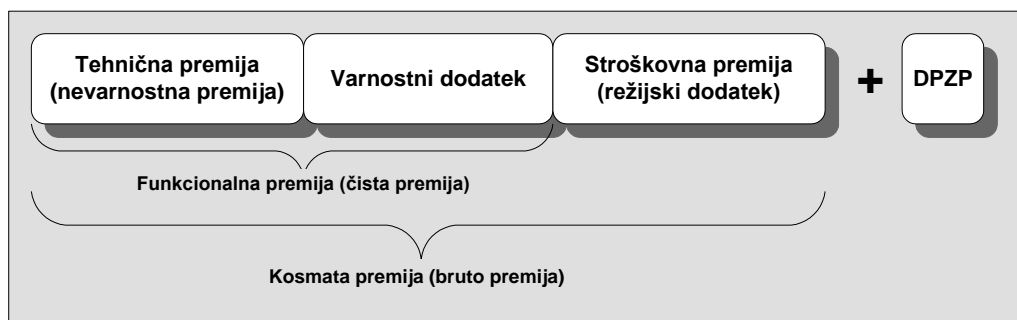 Tehnična premija
(nevarnostna premija)
Varnostni dodatek
Stroškovna premija
(režijski dodatek)
+
DPZP
Funkcionalna premija (čista premija)
Kosmata premija (bruto premija)